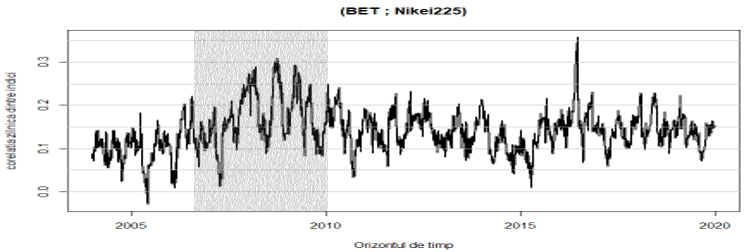 (BET ; Nikei225)
corelatia zilnica dintre indici
0.3
0.2
0.1
0.0
2005
2010
2015
2020
Orizontul de timp